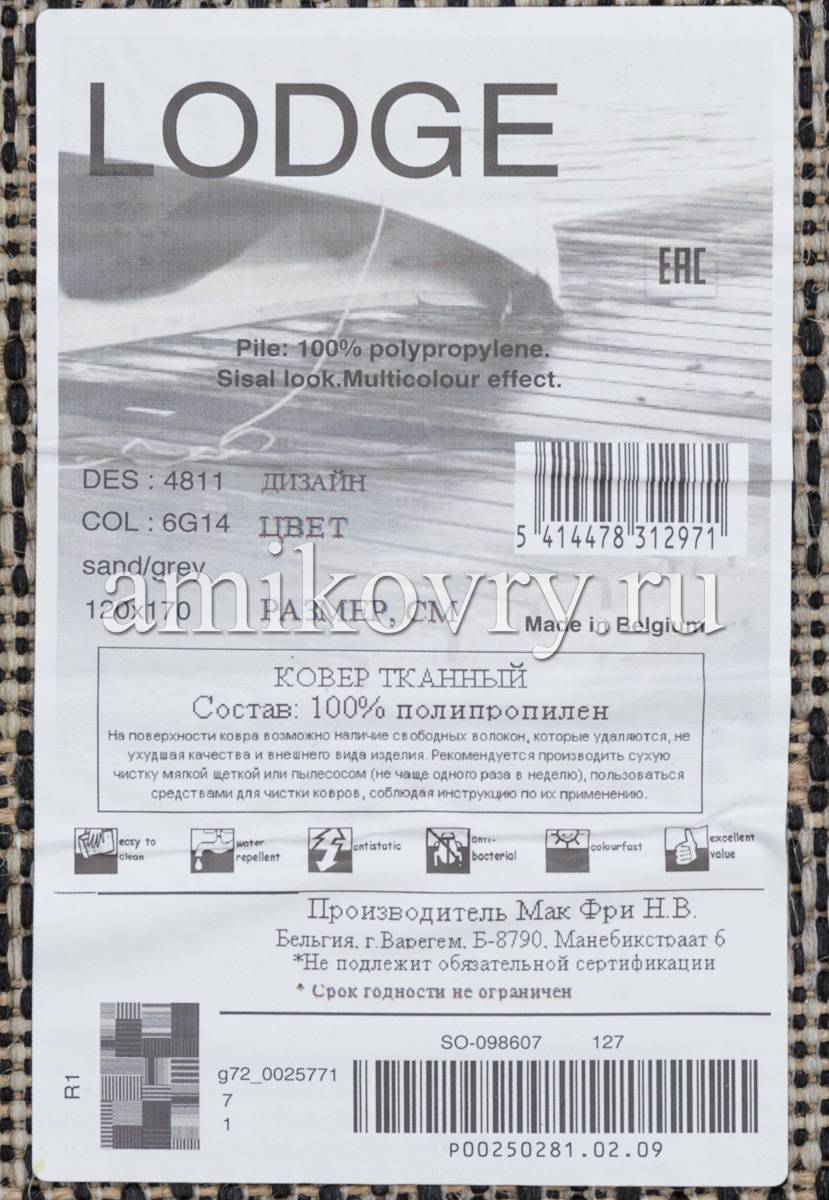 LODGE
EAC
Pile: 100% polypropylene.
Sisal look.Multicolour effect.
DES : 4811 ДИЗАЙН
COL : 6G14 ЦВЕТ
5 414478 312971
sand/grey
amikovry.ru
120x170 РАЗМЕР, СМ
Made in Belgium
КОВЕР ТКАННЫЙ
Состав: 100% полипропилен
На поверхности ковра возможно наличие свободных волокон, которые удаляются, не
ухудшая качества и внешнего вида изделия. Рекомендуется производить сухую
чистку мягкой щеткой или пылесосом (не чаще одного раза в неделю), пользоваться
средствами для чистки ковров, соблюдая инструкцию по их применению.
easy to clean
water repellent
antistatic
anti-bacterial
colourfast
excellent value
Производитель Мак Фри Н.В.
Бельгия, г.Варегем, Б-8790, Манебикстраат 6
*Не подлежит обязательной сертификации
* Срок годности не ограничен
SO-098607 127
R1
g72_0025771
7
1
P00250281.02.09